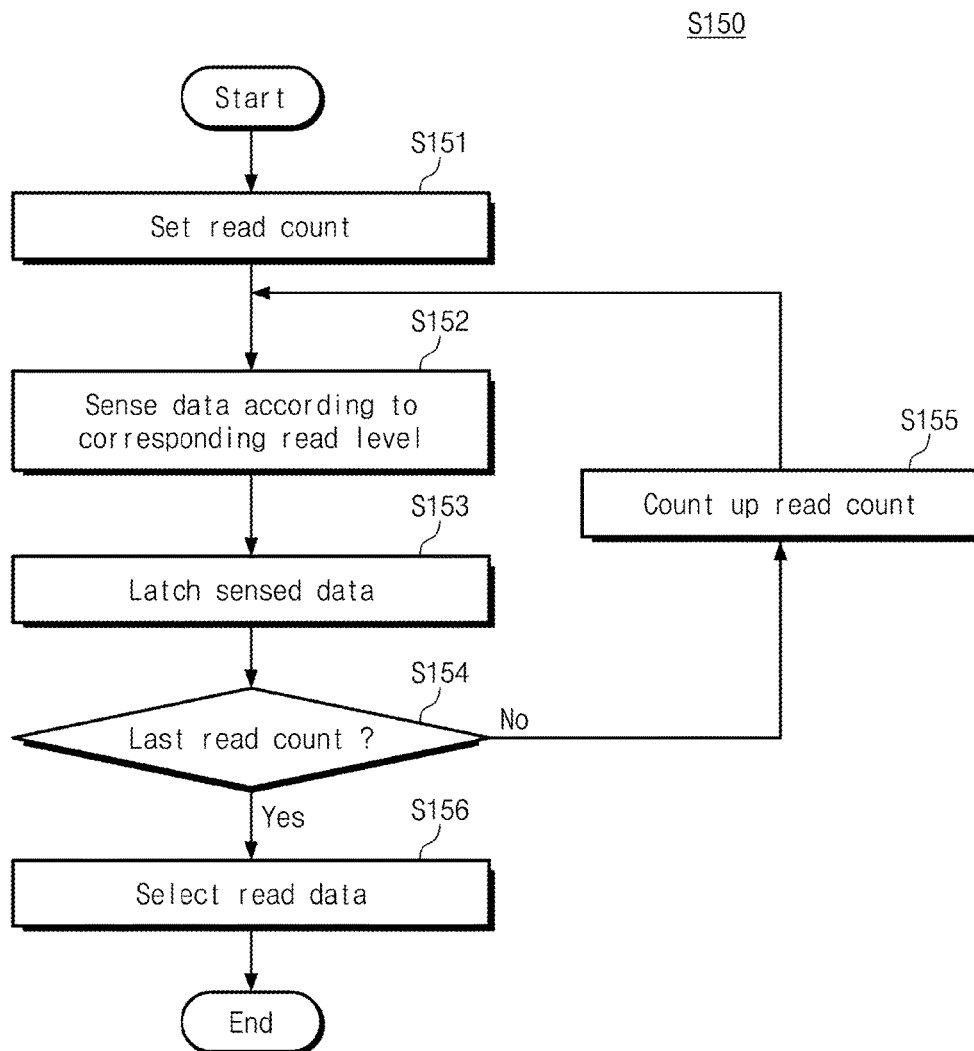 S150
Start
S151
Set read count
S152
Sense data according to
corresponding read level
S155
Count up read count
S153
Latch sensed data
S154
Last read count ?
No
Yes
S156
Select read data
End